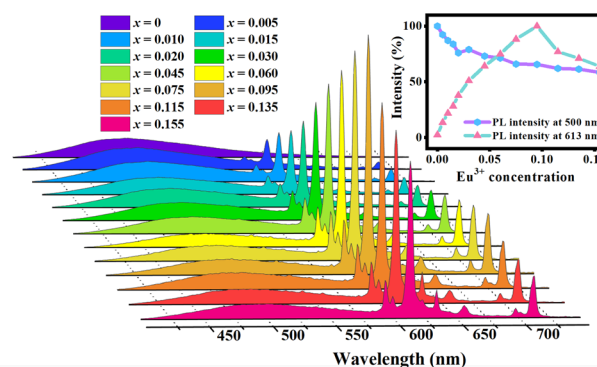 x = 0
x = 0.005
x = 0.010
x = 0.015
x = 0.020
x = 0.030
x = 0.045
x = 0.060
x = 0.075
x = 0.095
x = 0.115
x = 0.135
x = 0.155
Intensity (%)
100
50
0
PL intensity at 500 nm
PL intensity at 613 nm
0.00 0.05 0.10 0.1
Eu³⁺ concentration
450 500 550 600 650 700
Wavelength (nm)